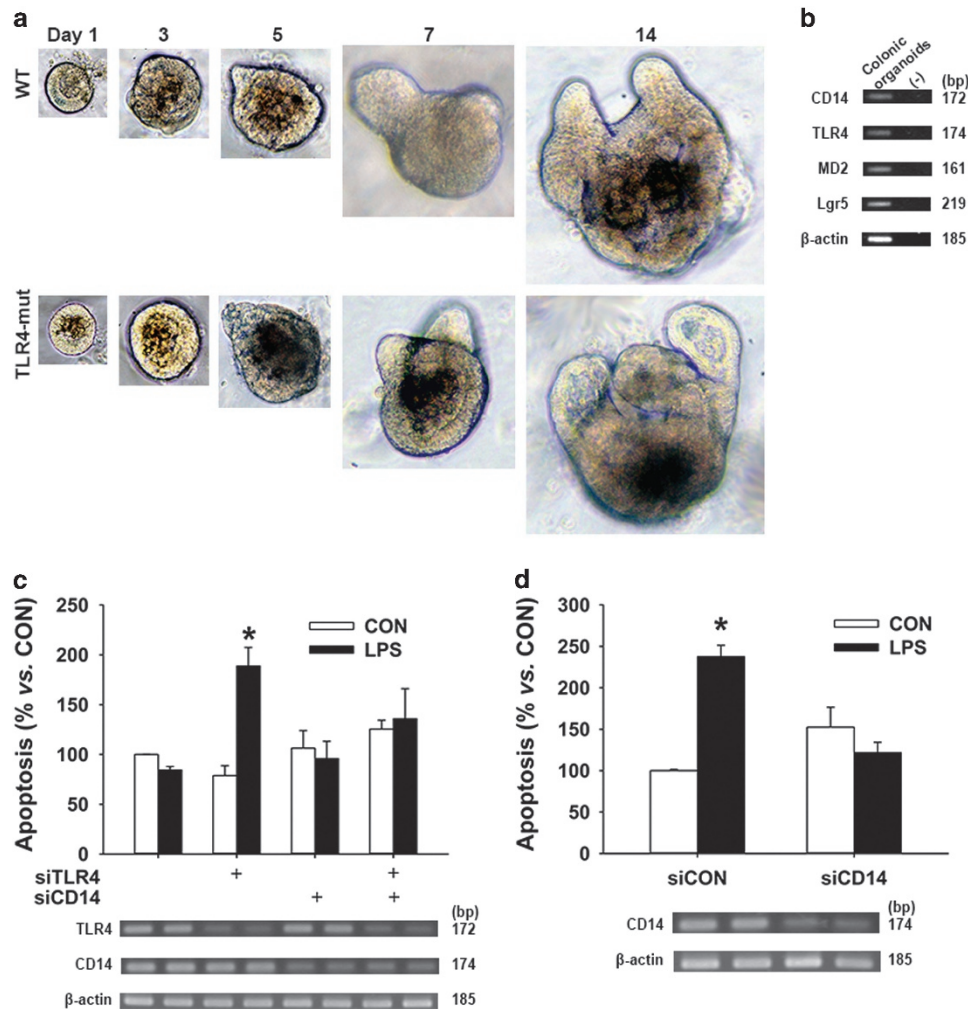 a
Day 1 3 5 7 14
WT
TLR4-mut
b
Colonic
organoids (-) (bp)
CD14 172
TLR4 174
MD2 161
Lgr5 219
β-actin 185
c
Apoptosis (% vs. CON)
250
200
150
100
50
0
*
CON
LPS
siTLR4 + +
siCD14 + +
(bp)
TLR4 172
CD14 174
β-actin 185
d
Apoptosis (% vs. CON)
300
250
200
150
100
50
0
*
CON
LPS
siCON siCD14
(bp)
CD14 174
β-actin 185